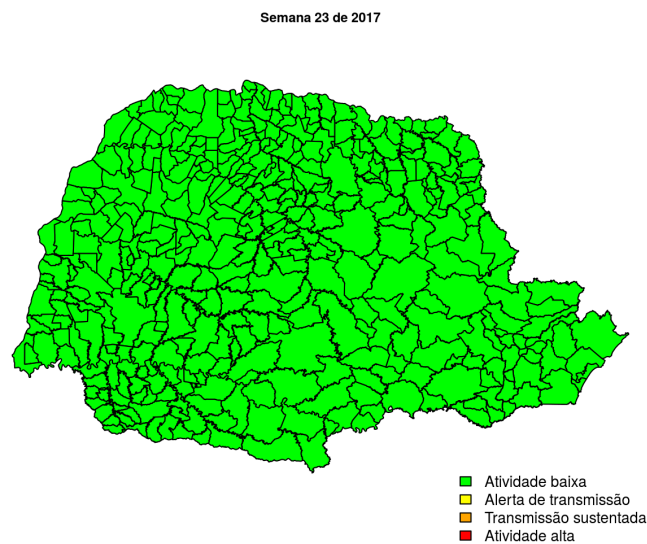 Semana 23 de 2017
Atividade baixa
Alerta de transmissão
Transmissão sustentada
Atividade alta